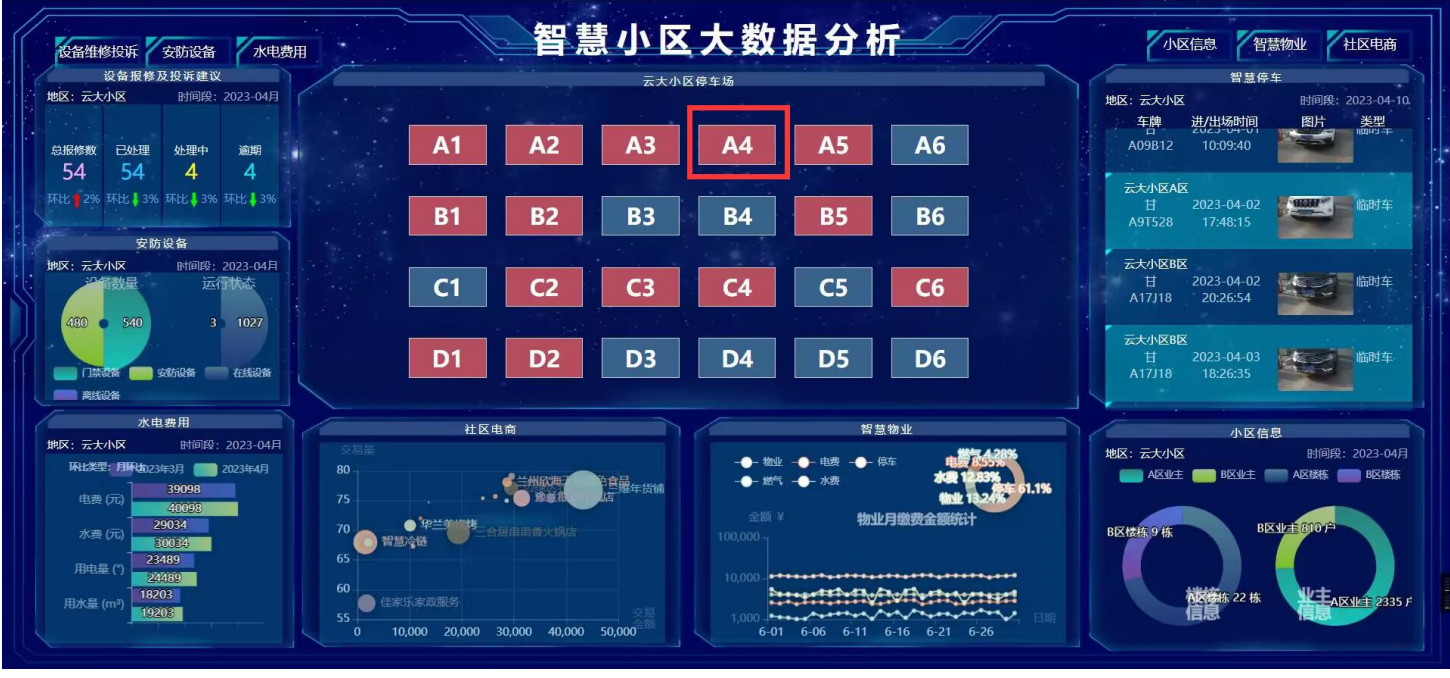 智慧小区大数据分析
设备维修投诉 安防设备 水电费用
小区信息 智慧物业 社区电商
设备报修及投诉建议
地区：云大小区 时间段：2023-04月
总报修数 已处理 处理中 逾期
54 54 4 4
环比 2% 环比 3% 环比 3% 环比 3%
安防设备
地区：云大小区 时间段：2023-04月
设备数量 运行状态
480 540 3 1027
门禁设备 安防设备 在线设备
离线设备
水电费用
地区：云大小区 时间段：2023-04月
环比类型：月环比 2023年3月 2023年4月
电费 (元) 39098
40098
水费 (元) 29034
30034
用电量 (°) 23489
24489
用水量 (m³) 18203
19203
云大小区停车场
A1 A2 A3 A4 A5 A6
B1 B2 B3 B4 B5 B6
C1 C2 C3 C4 C5 C6
D1 D2 D3 D4 D5 D6
社区电商
交易量
80
75
70
65
60
55
0 10,000 20,000 30,000 40,000 50,000
交易
金额
智慧冷链
三合居串串香火锅店
佳家乐家政服务
智慧物业
物业 电费 停车
燃气 水费
燃气 4.28%
电费 8.55%
水费 12.83%
停车 61.1%
物业 13.24%
金额 ¥ 物业月缴费金额统计
100,000
10,000
1,000
6-01 6-06 6-11 6-16 6-21 6-26
日期
智慧停车
地区：云大小区 时间段：2023-04-10
车牌 进/出场时间 图片 类型
甘 2023-04-01 临时车
A09B12 10:09:40
云大小区A区
甘 2023-04-02 临时车
A9T528 17:48:15
云大小区B区
甘 2023-04-02 临时车
A17J18 20:26:54
云大小区B区
甘 2023-04-03 临时车
A17J18 18:26:35
小区信息
地区：云大小区 时间段：2023-04月
A区业主 B区业主 A区楼栋 B区楼栋
B区楼栋 9 栋 B区业主 810 户
A区楼栋 22 栋 A区业主 2335 户
楼栋
信息
业主
信息